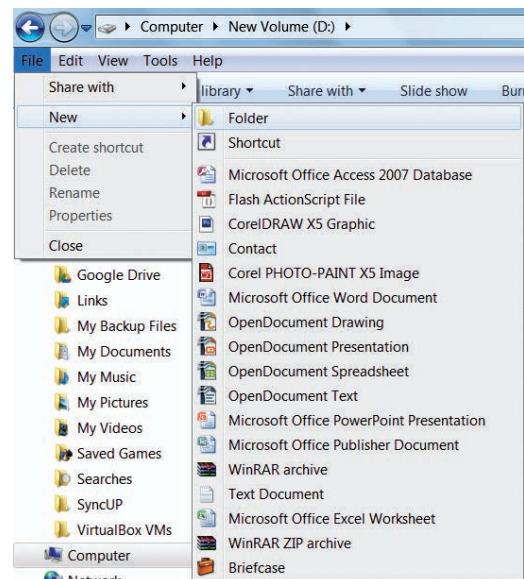 Computer ▸ New Volume (D:) ▸
File Edit View Tools Help
library Share with Slide show
Share with
New
Create shortcut
Delete
Rename
Properties
Close
Folder
Shortcut
Microsoft Office Access 2007 Database
Flash ActionScript File
CorelDRAW X5 Graphic
Contact
Corel PHOTO-PAINT X5 Image
Microsoft Office Word Document
OpenDocument Drawing
OpenDocument Presentation
OpenDocument Spreadsheet
OpenDocument Text
Microsoft Office PowerPoint Presentation
Microsoft Office Publisher Document
WinRAR archive
Text Document
Microsoft Office Excel Worksheet
WinRAR ZIP archive
Briefcase
Google Drive
Links
My Backup Files
My Documents
My Music
My Pictures
My Videos
Saved Games
Searches
SyncUP
VirtualBox VMs
Computer